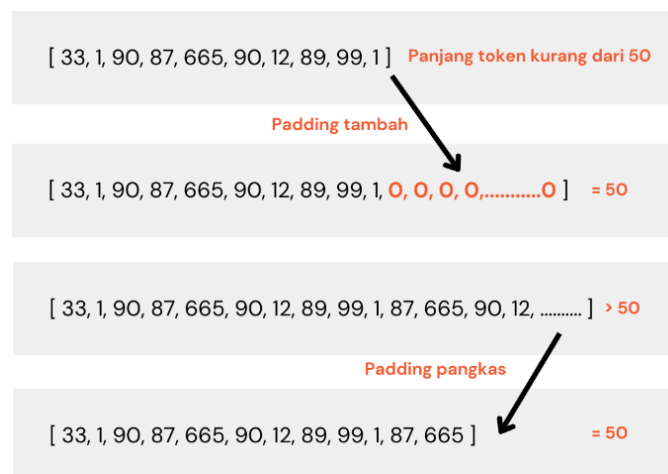 [ 33, 1, 90, 87, 665, 90, 12, 89, 99, 1 ] Panjang token kurang dari 50
Padding tambah
[ 33, 1, 90, 87, 665, 90, 12, 89, 99, 1, 0, 0, 0, 0,...........0 ] = 50
[ 33, 1, 90, 87, 665, 90, 12, 89, 99, 1, 87, 665, 90, 12, .......... ] > 50
Padding pangkas
[ 33, 1, 90, 87, 665, 90, 12, 89, 99, 1, 87, 665 ] = 50